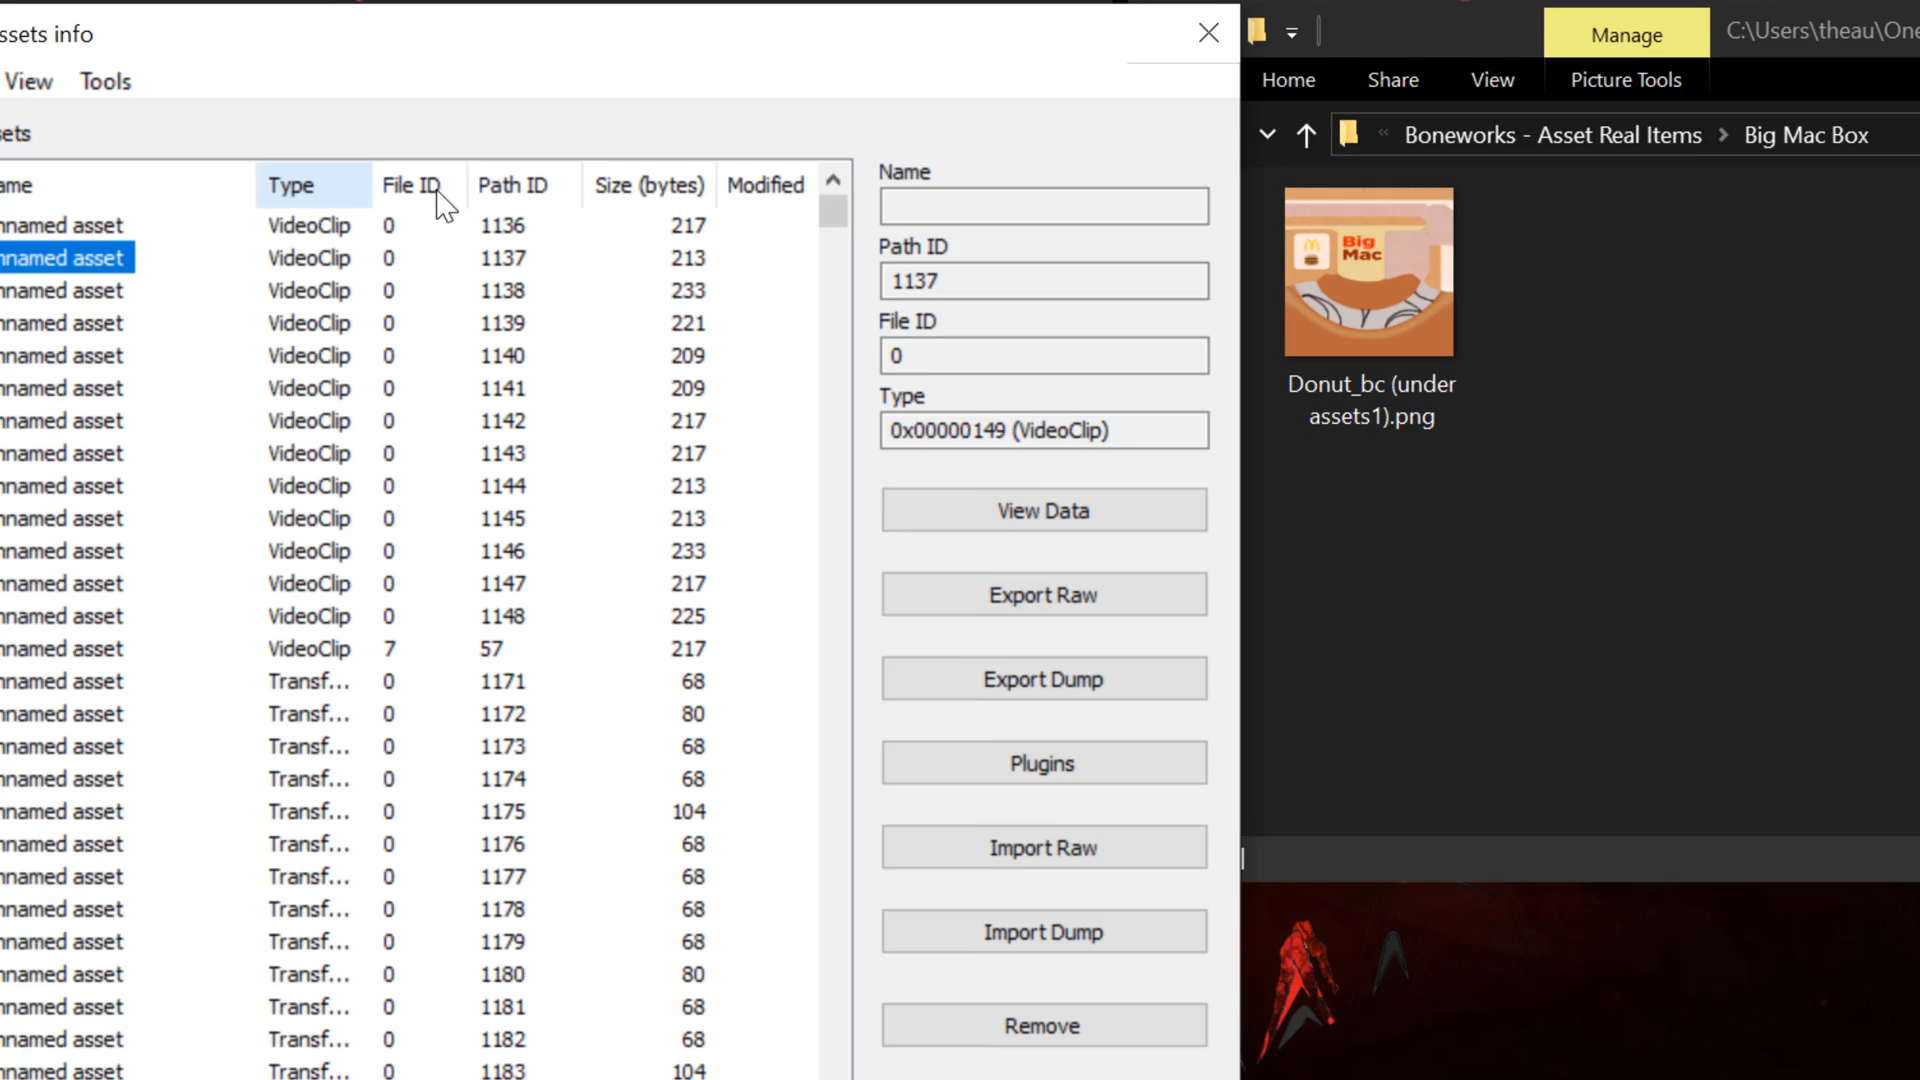 ssets info
View Tools
sets
ame Type File ID Path ID Size (bytes) Modified
nnamed asset VideoClip 0 1136 217
nnamed asset VideoClip 0 1137 213
nnamed asset VideoClip 0 1138 233
nnamed asset VideoClip 0 1139 221
nnamed asset VideoClip 0 1140 209
nnamed asset VideoClip 0 1141 209
nnamed asset VideoClip 0 1142 217
nnamed asset VideoClip 0 1143 217
nnamed asset VideoClip 0 1144 213
nnamed asset VideoClip 0 1145 213
nnamed asset VideoClip 0 1146 233
nnamed asset VideoClip 0 1147 217
nnamed asset VideoClip 0 1148 225
nnamed asset VideoClip 7 57 217
nnamed asset Transf... 0 1171 68
nnamed asset Transf... 0 1172 80
nnamed asset Transf... 0 1173 68
nnamed asset Transf... 0 1174 68
nnamed asset Transf... 0 1175 104
nnamed asset Transf... 0 1176 68
nnamed asset Transf... 0 1177 68
nnamed asset Transf... 0 1178 68
nnamed asset Transf... 0 1179 68
nnamed asset Transf... 0 1180 80
nnamed asset Transf... 0 1181 68
nnamed asset Transf... 0 1182 68
nnamed asset Transf... 0 1183 104
Name
Path ID
1137
File ID
0
Type
0x00000149 (VideoClip)
View Data
Export Raw
Export Dump
Plugins
Import Raw
Import Dump
Remove
Manage C:\Users\theau\One
Home Share View Picture Tools
« Boneworks - Asset Real Items > Big Mac Box
Big
Mac
Donut_bc (under
assets1).png